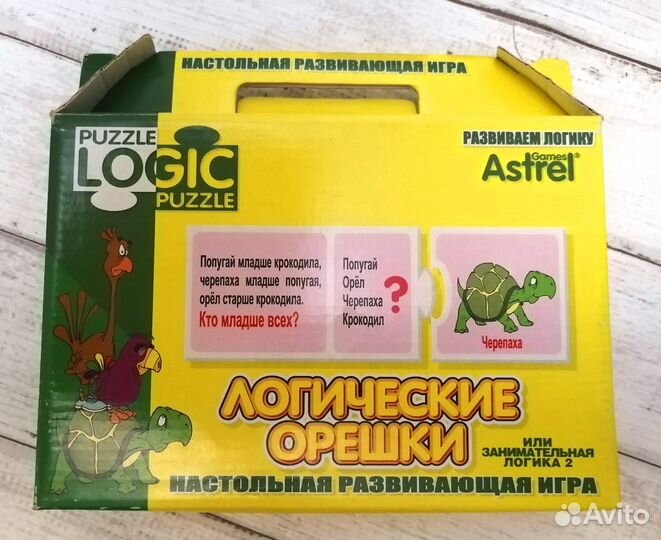 НАСТОЛЬНАЯ РАЗВИВАЮЩАЯ ИГРА
PUZZLE
LOGIC
PUZZLE
РАЗВИВАЕМ ЛОГИКУ
Games
Astrel®
Попугай младше крокодила,
черепаха младше попугая,
орёл старше крокодила.
Кто младше всех?
Попугай
Орёл
Черепаха
Крокодил
?
Черепаха
ЛОГИЧЕСКИЕ
ОРЕШКИ
ИЛИ
ЗАНИМАТЕЛЬНАЯ
ЛОГИКА 2
НАСТОЛЬНАЯ РАЗВИВАЮЩАЯ ИГРА
Avito